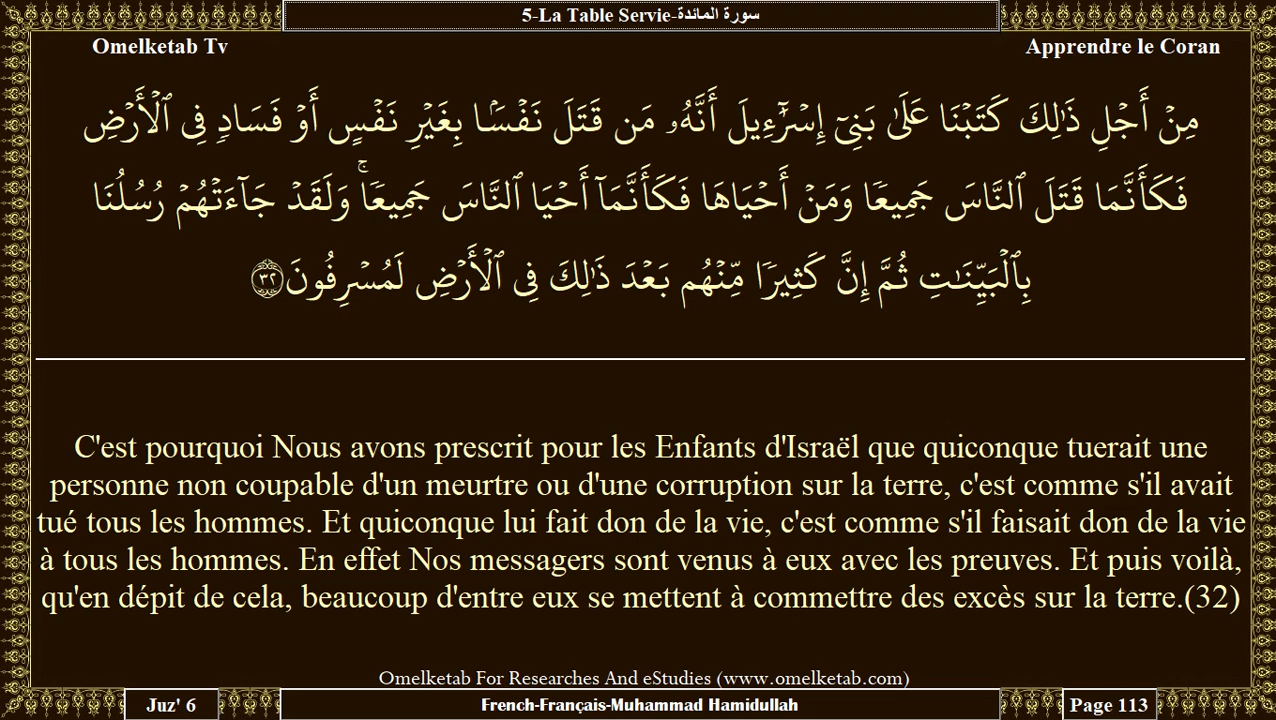 5-La Table Servie-سورة المائدة
Omelketab Tv
Apprendre le Coran
مِنۡ أَجۡلِ ذَٰلِكَ كَتَبۡنَا عَلَىٰ بَنِيٓ إِسۡرَٰٓءِيلَ أَنَّهُۥ مَن قَتَلَ نَفۡسَۢا بِغَيۡرِ نَفۡسٍ أَوۡ فَسَادٖ فِي ٱلۡأَرۡضِ
فَكَأَنَّمَا قَتَلَ ٱلنَّاسَ جَمِيعٗا وَمَنۡ أَحۡيَاهَا فَكَأَنَّمَآ أَحۡيَا ٱلنَّاسَ جَمِيعٗاۚ وَلَقَدۡ جَآءَتۡهُمۡ رُسُلُنَا
بِٱلۡبَيِّنَٰتِ ثُمَّ إِنَّ كَثِيرٗا مِّنۡهُم بَعۡدَ ذَٰلِكَ فِي ٱلۡأَرۡضِ لَمُسۡرِفُونَ ٣٢
C'est pourquoi Nous avons prescrit pour les Enfants d'Israël que quiconque tuerait une
personne non coupable d'un meurtre ou d'une corruption sur la terre, c'est comme s'il avait
tué tous les hommes. Et quiconque lui fait don de la vie, c'est comme s'il faisait don de la vie
à tous les hommes. En effet Nos messagers sont venus à eux avec les preuves. Et puis voilà,
qu'en dépit de cela, beaucoup d'entre eux se mettent à commettre des excès sur la terre.(32)
Omelketab For Researches And eStudies (www.omelketab.com)
Juz' 6
French-Français-Muhammad Hamidullah
Page 113